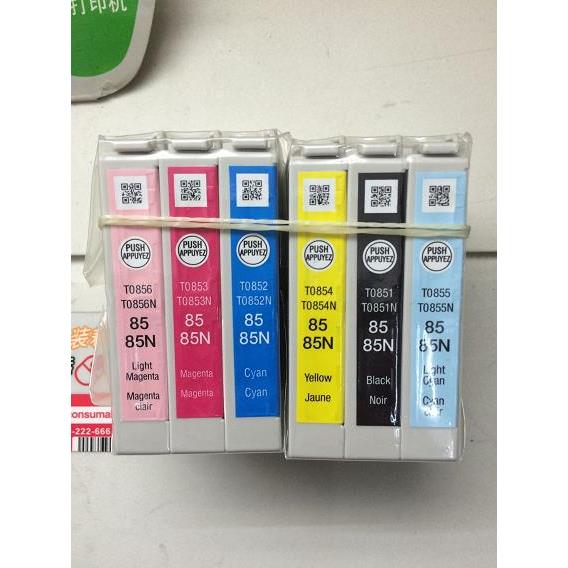 打印机
PUSH
APPUYEZ
T0856
T0856N
85
85N
Light
Magenta
Magenta
clair
PUSH
APPUYEZ
T0853
T0853N
85
85N
Magenta
Magenta
PUSH
APPUYEZ
T0852
T0852N
85
85N
Cyan
Cyan
PUSH
APPUYEZ
T0854
T0854N
85
85N
Yellow
Jaune
PUSH
APPUYEZ
T0851
T0851N
85
85N
Black
Noir
PUSH
APPUYEZ
T0855
T0855N
85
85N
Light
Cyan
Cyan
clair
装
onsuma
-222-666